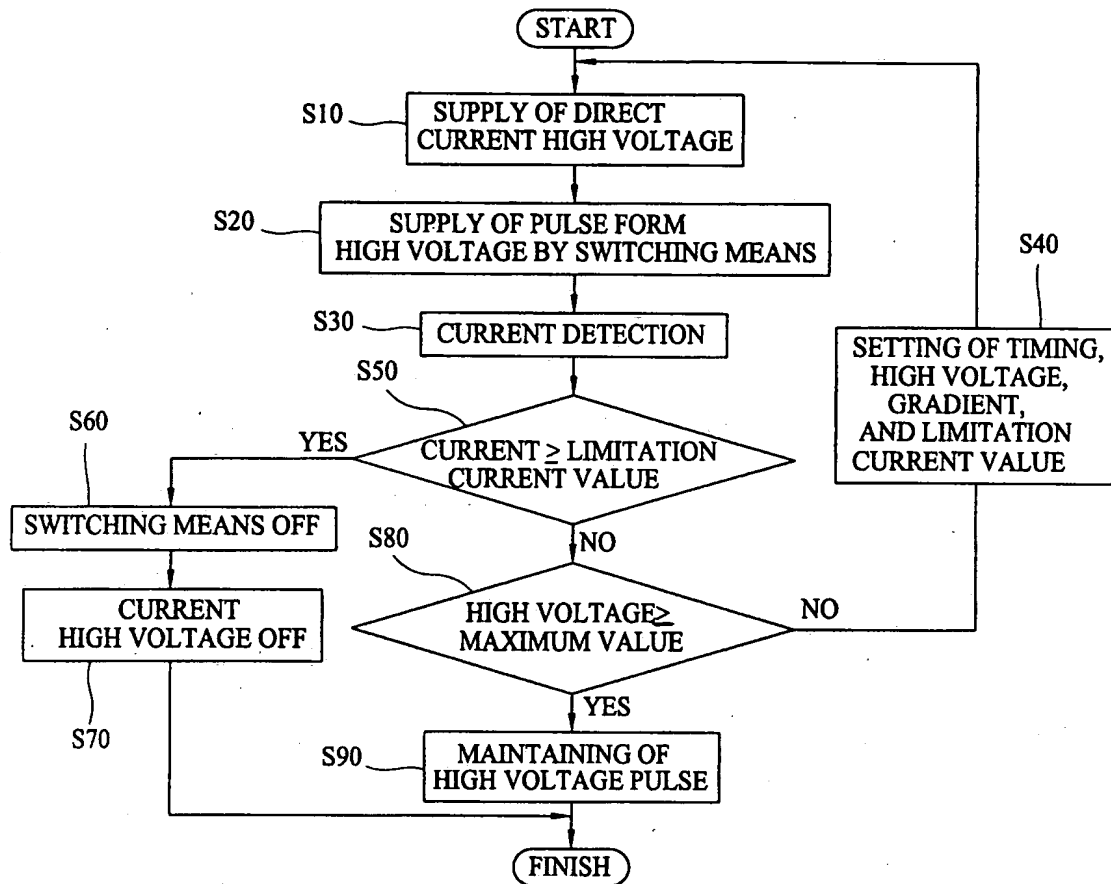 START
S10
SUPPLY OF DIRECT
CURRENT HIGH VOLTAGE
S20
SUPPLY OF PULSE FORM
HIGH VOLTAGE BY SWITCHING MEANS
S30
CURRENT DETECTION
S40
SETTING OF TIMING,
HIGH VOLTAGE,
GRADIENT,
AND LIMITATION
CURRENT VALUE
S50
CURRENT ≥ LIMITATION
CURRENT VALUE
YES
NO
S60
SWITCHING MEANS OFF
S70
CURRENT
HIGH VOLTAGE OFF
S80
HIGH VOLTAGE≥
MAXIMUM VALUE
NO
YES
S90
MAINTAINING OF
HIGH VOLTAGE PULSE
FINISH